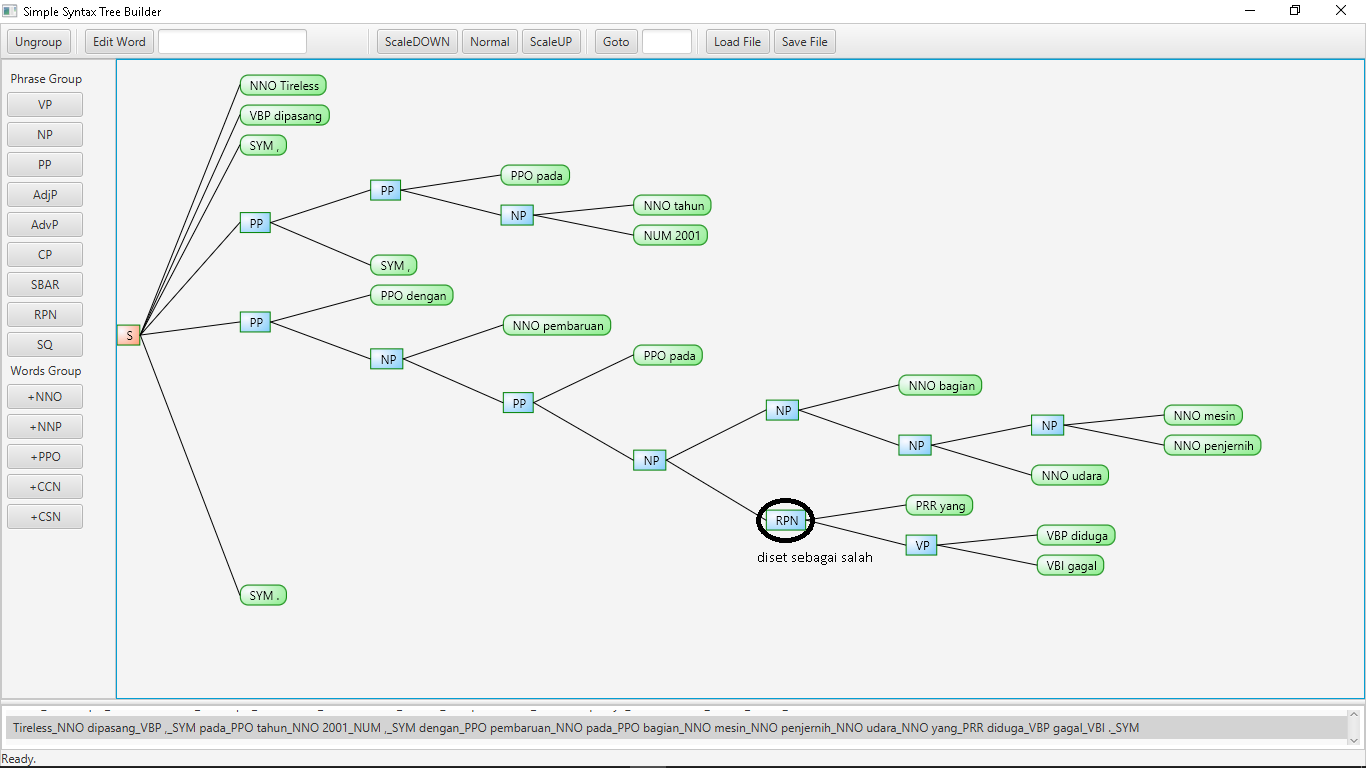 Simple Syntax Tree Builder
Ungroup Edit Word ScaleDOWN Normal ScaleUP Goto Load File Save File
Phrase Group
VP
NP
PP
AdjP
AdvP
CP
SBAR
RPN
SQ
Words Group
+NNO
+NNP
+PPO
+CCN
+CSN
NNO Tireless
VBP dipasang
SYM ,
PPO pada
PP
NNO tahun
NP
PP
NUM 2001
SYM ,
PPO dengan
PP
NNO pembaruan
S
PPO pada
NP
NNO bagian
PP
NP
NNO mesin
NP
NP
NNO penjernih
NP
NNO udara
PRR yang
RPN
VBP diduga
VP
diset sebagai salah
VBI gagal
SYM .
Tireless_NNO dipasang_VBP ,_SYM pada_PPO tahun_NNO 2001_NUM ,_SYM dengan_PPO pembaruan_NNO pada_PPO bagian_NNO mesin_NNO penjernih_NNO udara_NNO yang_PRR diduga_VBP gagal_VBI ._SYM
Ready.